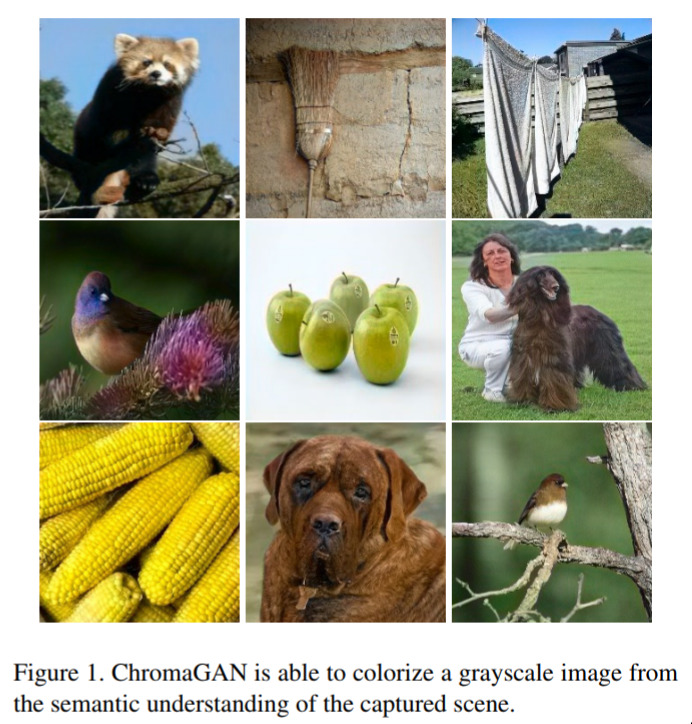 Figure 1. ChromaGAN is able to colorize a grayscale image from
the semantic understanding of the captured scene.